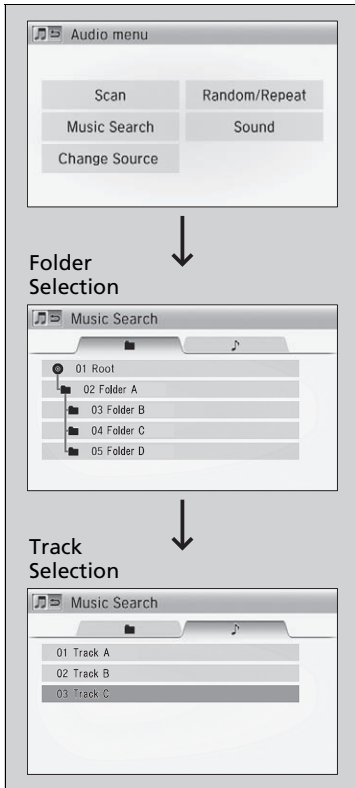 Audio menu
Scan Random/Repeat
Music Search Sound
Change Source
Folder
Selection
Music Search
01 Root
02 Folder A
03 Folder B
04 Folder C
05 Folder D
Track
Selection
Music Search
01 Track A
02 Track B
03 Track C